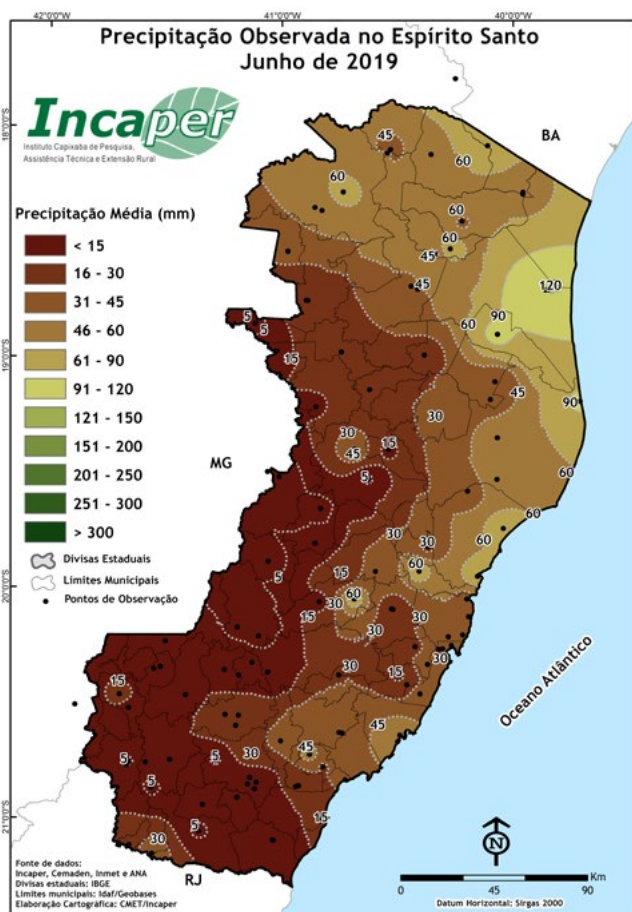 42°0'0"W 41°0'0"W 40°0'0"W
Precipitação Observada no Espírito Santo
Junho de 2019
Incaper
Instituto Capixaba de Pesquisa,
Assistência Técnica e Extensão Rural
18°0'0"S
BA
45
60
60
60
60
45
45
120
Precipitação Média (mm)
< 15
16 - 30
31 - 45
46 - 60
61 - 90
91 - 120
121 - 150
151 - 200
201 - 250
251 - 300
> 300
Divisas Estaduais
Limites Municipais
Pontos de Observação
5
5
90
60
15
19°0'0"S
45
90
30
30
15
45
MG
5
60
60
30
30
60
20°0'0"S
5
15
60
60
30
15
30
30
30
30
15
Oceano Atlântico
15
45
45
30
5
5
5
15
5
21°0'0"S
30
RJ
N
Km
0 45 90
Datum Horizontal: Sirgas 2000
Fonte de dados:
Incaper, Cemaden, Inmet e ANA
Divisas estaduais: IBGE
Limites municipais: Idaf/Geobases
Elaboração Cartográfica: CMET/Incaper